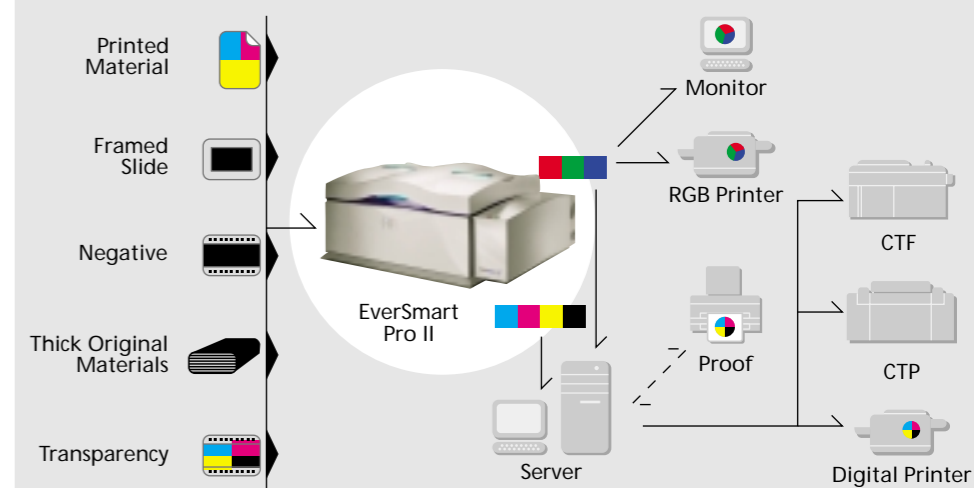 Printed
Material
Framed
Slide
Negative
Thick Original
Materials
Transparency
EverSmart
Pro II
Monitor
RGB Printer
Proof
Server
CTF
CTP
Digital Printer